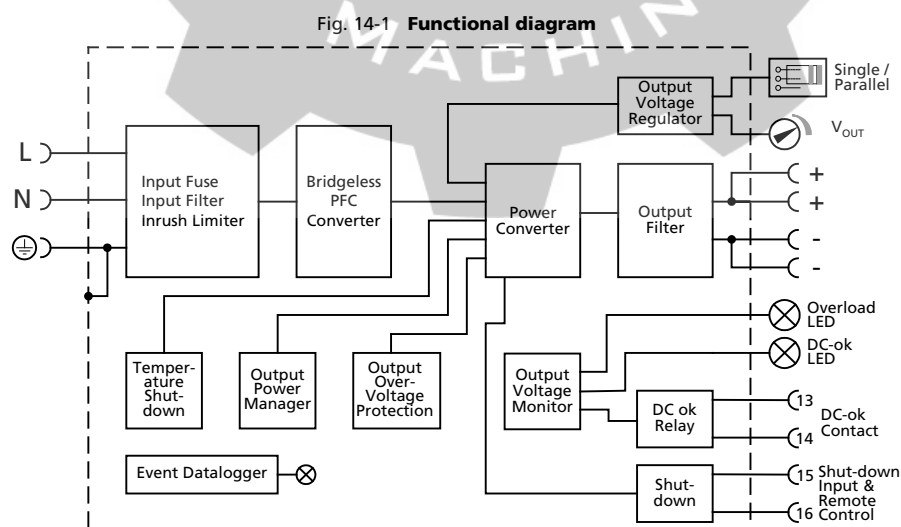 Fig. 14-1 Functional diagram
MACHIN
Single /
Parallel
Output
Voltage
Regulator
V_OUT
L
N
Input Fuse
Input Filter
Inrush Limiter
Bridgeless
PFC
Converter
Power
Converter
Output
Filter
+
+
-
-
Overload
LED
DC-ok
LED
Temper-
ature
Shut-
down
Output
Power
Manager
Output
Over-
Voltage
Protection
Output
Voltage
Monitor
DC ok
Relay
13
14
DC-ok
Contact
Event Datalogger
Shut-
down
15
16
Shut-down
Input &
Remote
Control